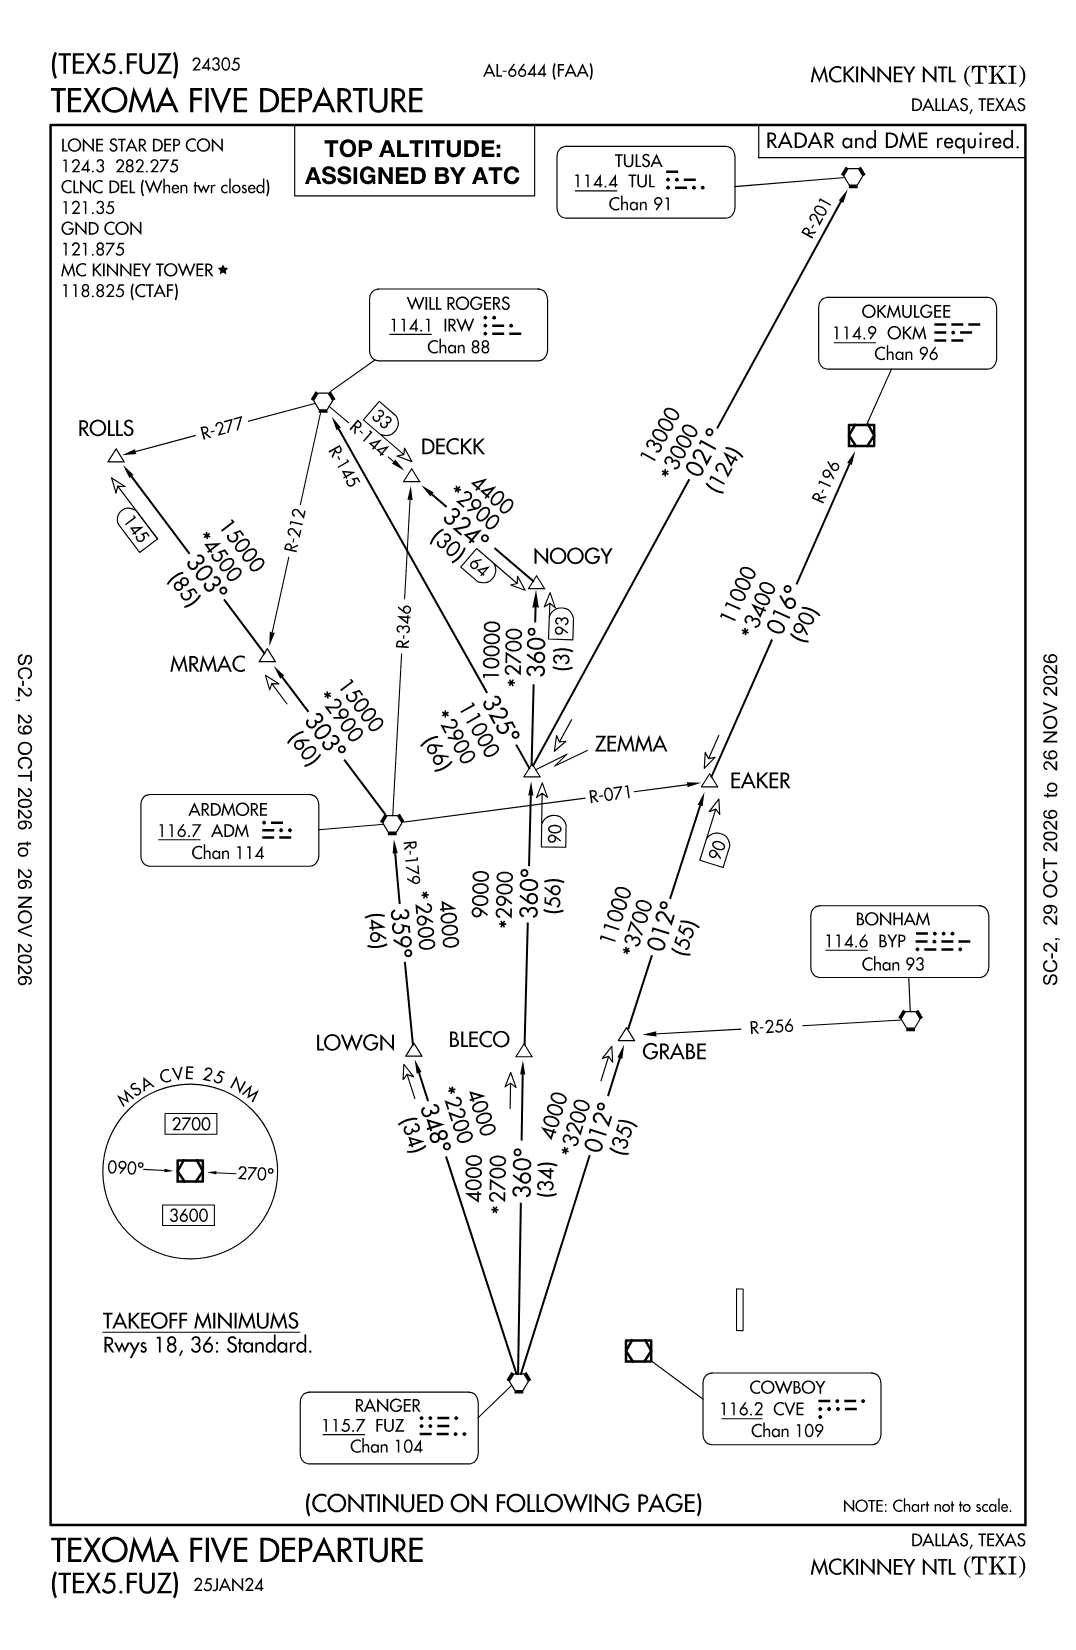 (TEX5.FUZ) 24305
AL-6644 (FAA)
MCKINNEY NTL (TKI)
TEXOMA FIVE DEPARTURE
DALLAS, TEXAS
LONE STAR DEP CON
124.3 282.275
CLNC DEL (When twr closed)
121.35
GND CON
121.875
MC KINNEY TOWER ★
118.825 (CTAF)
TOP ALTITUDE:
ASSIGNED BY ATC
RADAR and DME required.
TULSA
114.4 TUL
Chan 91
R-201
WILL ROGERS
114.1 IRW
Chan 88
OKMULGEE
114.9 OKM
Chan 96
ROLLS
R-277
33
R-144
DECKK
R-145
13000
*3000
021°
(124)
R-196
145
15000
*4500
303°
(85)
R-212
4400
*2900
324°
(30)
64
NOOGY
93
R-346
10000
*2700
360°
(3)
11000
*3400
016°
(90)
MRMAC
15000
*2900
303°
(60)
325°
11000
*2900
(66)
ZEMMA
EAKER
R-071
ARDMORE
116.7 ADM
Chan 114
90
90
R-179
4000
*2600
359°
(46)
9000
*2900
360°
(56)
11000
*3700
012°
(55)
BONHAM
114.6 BYP
Chan 93
R-256
LOWGN
BLECO
GRABE
MSA CVE 25 NM
2700
090°
270°
3600
4000
*2200
348°
(34)
4000
*2700
360°
(34)
4000
*3200
012°
(35)
TAKEOFF MINIMUMS
Rwys 18, 36: Standard.
RANGER
115.7 FUZ
Chan 104
COWBOY
116.2 CVE
Chan 109
(CONTINUED ON FOLLOWING PAGE)
NOTE: Chart not to scale.
TEXOMA FIVE DEPARTURE
(TEX5.FUZ) 25JAN24
DALLAS, TEXAS
MCKINNEY NTL (TKI)
SC-2, 29 OCT 2026 to 26 NOV 2026
SC-2, 29 OCT 2026 to 26 NOV 2026